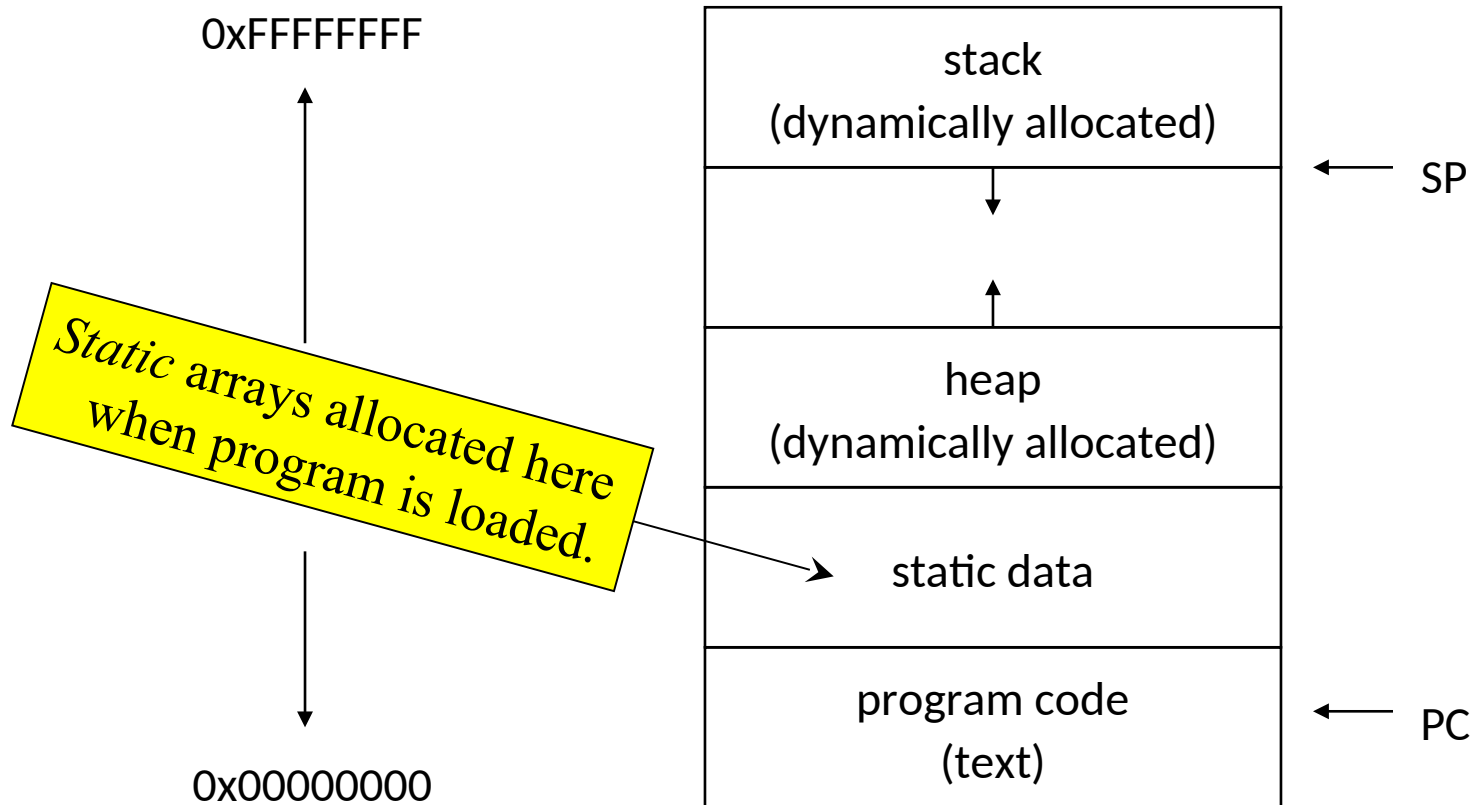 0xFFFFFFFF
stack
(dynamically allocated)
SP
Static arrays allocated here
when program is loaded.
heap
(dynamically allocated)
static data
program code
(text)
PC
0x00000000